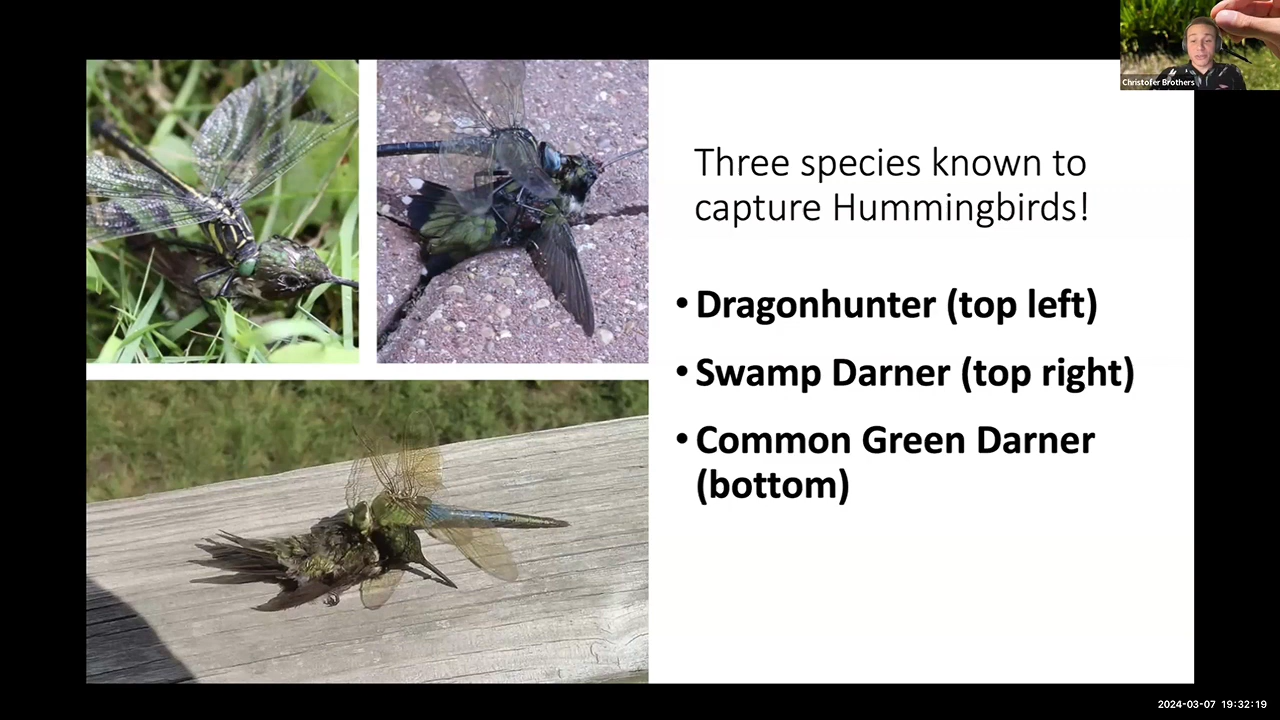 Christofer Brothers
Three species known to
capture Hummingbirds!
• Dragonhunter (top left)
• Swamp Darner (top right)
• Common Green Darner
(bottom)
2024-03-07 19:32:19